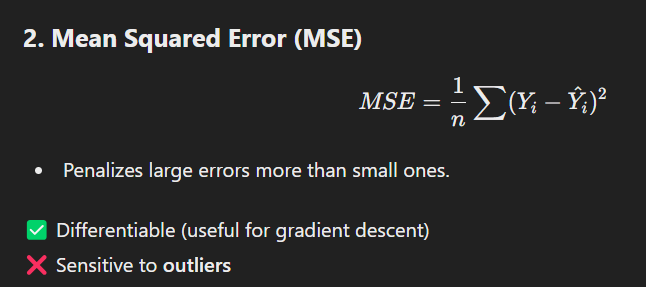 2. Mean Squared Error (MSE)
MSE = \frac{1}{n} \sum (Y_i - \hat{Y}_i)^2
• Penalizes large errors more than small ones.
✅ Differentiable (useful for gradient descent)
❌ Sensitive to outliers